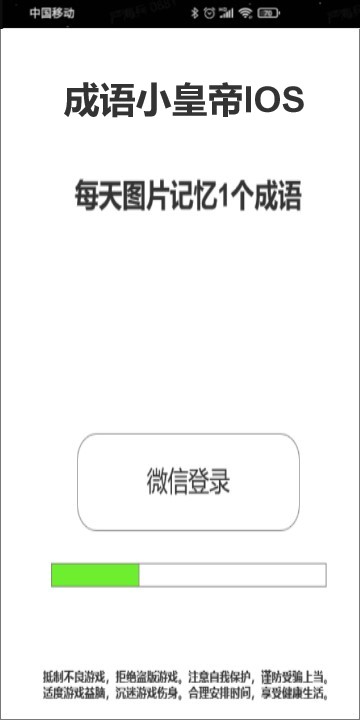 中国移动
70
成语小皇帝IOS
每天图片记忆1个成语
微信登录
抵制不良游戏，拒绝盗版游戏。注意自我保护，谨防受骗上当。
适度游戏益脑，沉迷游戏伤身。合理安排时间，享受健康生活。